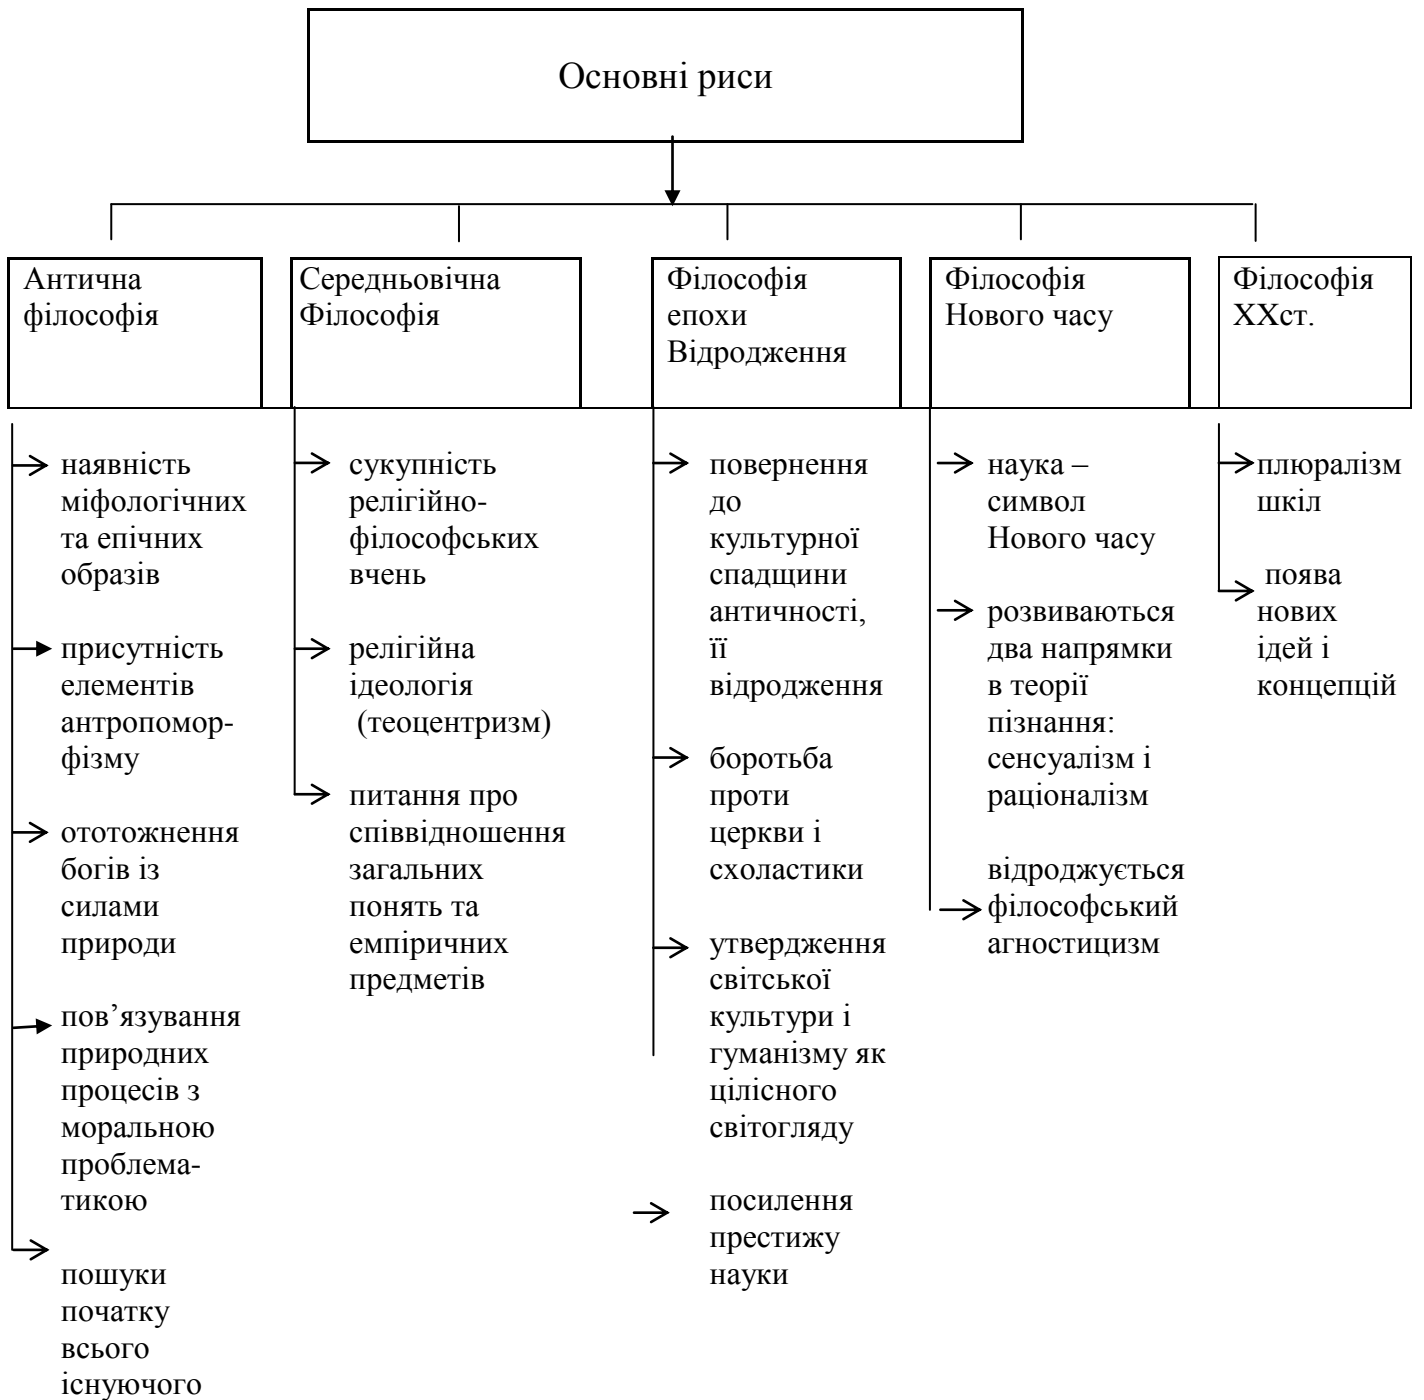 Основні риси
Антична
філософія
наявність
міфологічних
та епічних
образів
присутність
елементів
антропомор-
фізму
ототожнення
богів із
силами
природи
пов’язування
природних
процесів з
моральною
проблема-
тикою
пошуки
початку
всього
існуючого
Середньовічна
Філософія
сукупність
релігійно-
філософських
вчень
релігійна
ідеологія
(теоцентризм)
питання про
співвідношення
загальних
понять та
емпіричних
предметів
Філософія
епохи
Відродження
повернення
до
культурної
спадщини
античності,
її
відродження
боротьба
проти
церкви і
схоластики
утвердження
світської
культури і
гуманізму як
цілісного
світогляду
посилення
престижу
науки
Філософія
Нового часу
наука –
символ
Нового часу
розвиваються
два напрямки
в теорії
пізнання:
сенсуалізм і
раціоналізм
відроджується
філософський
агностицизм
Філософія
ХХст.
плюралізм
шкіл
поява
нових
ідей і
концепцій